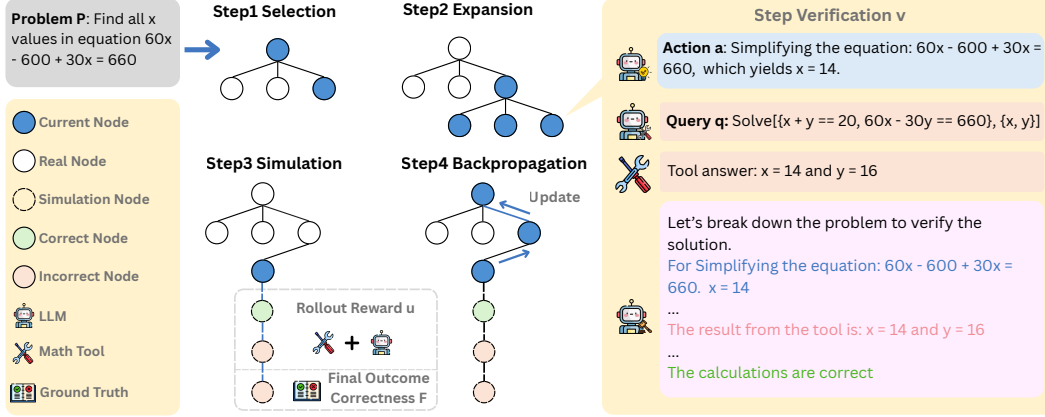 Problem P: Find all x
values in equation 60x
- 600 + 30x = 660
Current Node
Real Node
Simulation Node
Correct Node
Incorrect Node
LLM
Math Tool
Ground Truth
Step1 Selection
Step2 Expansion
Step3 Simulation
Step4 Backpropagation
Update
Rollout Reward u
+
Final Outcome
Correctness F
Step Verification v
Action a: Simplifying the equation: 60x - 600 + 30x =
660, which yields x = 14.
Query q: Solve[{x + y == 20, 60x - 30y == 660}, {x, y}]
Tool answer: x = 14 and y = 16
Let's break down the problem to verify the
solution.
For Simplifying the equation: 60x - 600 + 30x =
660. x = 14
...
The result from the tool is: x = 14 and y = 16
...
The calculations are correct